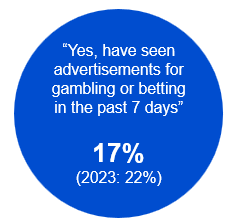 “Yes, have seen
advertisements for
gambling or betting
in the past 7 days”
17%
(2023: 22%)